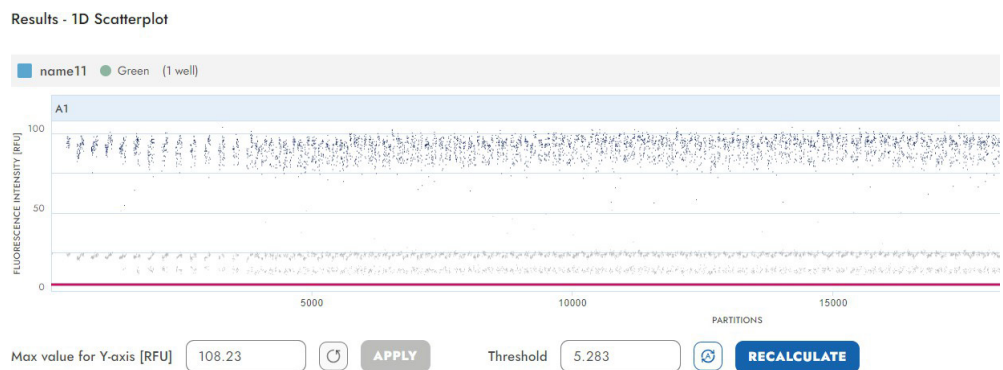 Results - 1D Scatterplot
name11 Green (1 well)
A1
FLUORESCENCE INTENSITY [RFU]
100
50
0
5000 10000 15000
PARTITIONS
Max value for Y-axis [RFU] 108.23 APPLY Threshold 5.283 RECALCULATE